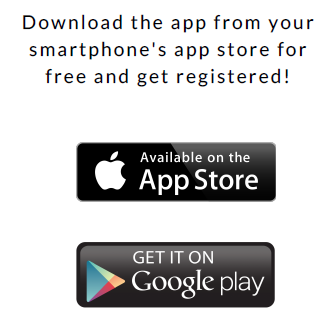 Download the app from your
smartphone's app store for
free and get registered!
Available on the
App Store
GET IT ON
Google play